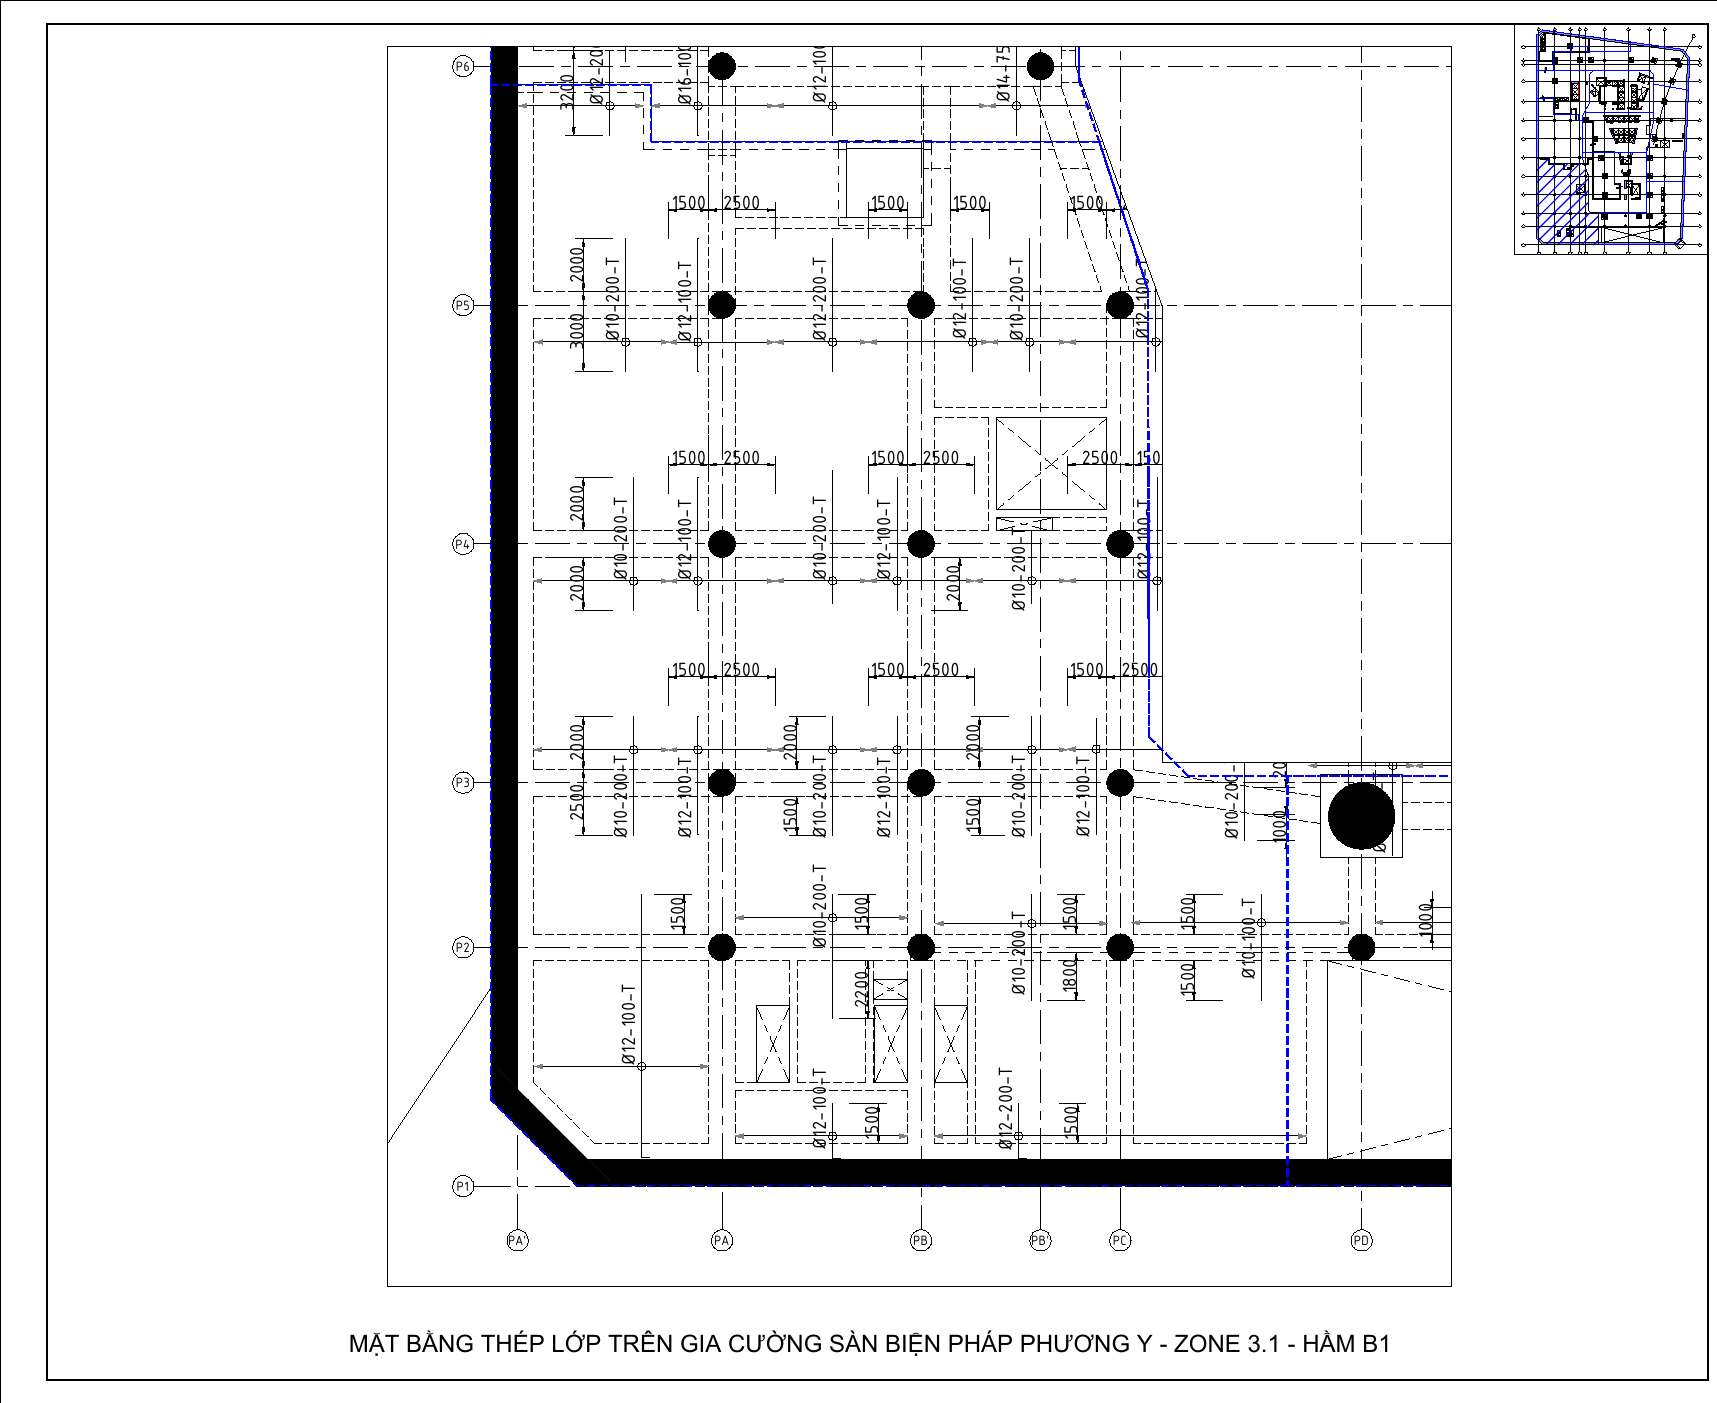 P6
3200
Ø12-20
Ø16-100
Ø12-100
Ø14-75
1500 2500 1500 1500 1500
2000
Ø10-200-T
Ø12-100-T
Ø12-200-T
Ø12-100-T
Ø10-200-T
Ø12-100-T
P5
3000
1500 2500 1500 2500 2500 150
2000
Ø10-200-T
Ø12-100-T
Ø10-200-T
Ø12-100-T
Ø10-200-T
Ø12-100-T
P4
2000
2000
1500 2500 1500 2500 1500 2500
2000
2000
2000
P3
2500
Ø10-200-T
Ø12-100-T
1500
Ø10-200-T
Ø12-100-T
1500
Ø10-200-T
Ø12-100-T
Ø10-200-
20
1000
1500
Ø10-200-T
1500
Ø10-200-T
1500
1500
Ø10-100-T
1000
P2
2200
1800
1500
Ø12-100-T
Ø12-100-T
1500
Ø12-200-T
1500
P1
PA' PA PB PB' PC PD
MẶT BẰNG THÉP LỚP TRÊN GIA CƯỜNG SÀN BIỆN PHÁP PHƯƠNG Y - ZONE 3.1 - HẦM B1